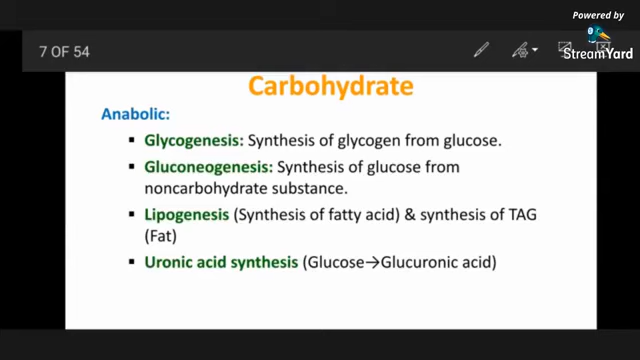 Powered by
StreamYard
7 OF 54
Carbohydrate
Anabolic:
▪ Glycogenesis: Synthesis of glycogen from glucose.
▪ Gluconeogenesis: Synthesis of glucose from
noncarbohydrate substance.
▪ Lipogenesis (Synthesis of fatty acid) & synthesis of TAG
(Fat)
▪ Uronic acid synthesis (Glucose→Glucuronic acid)